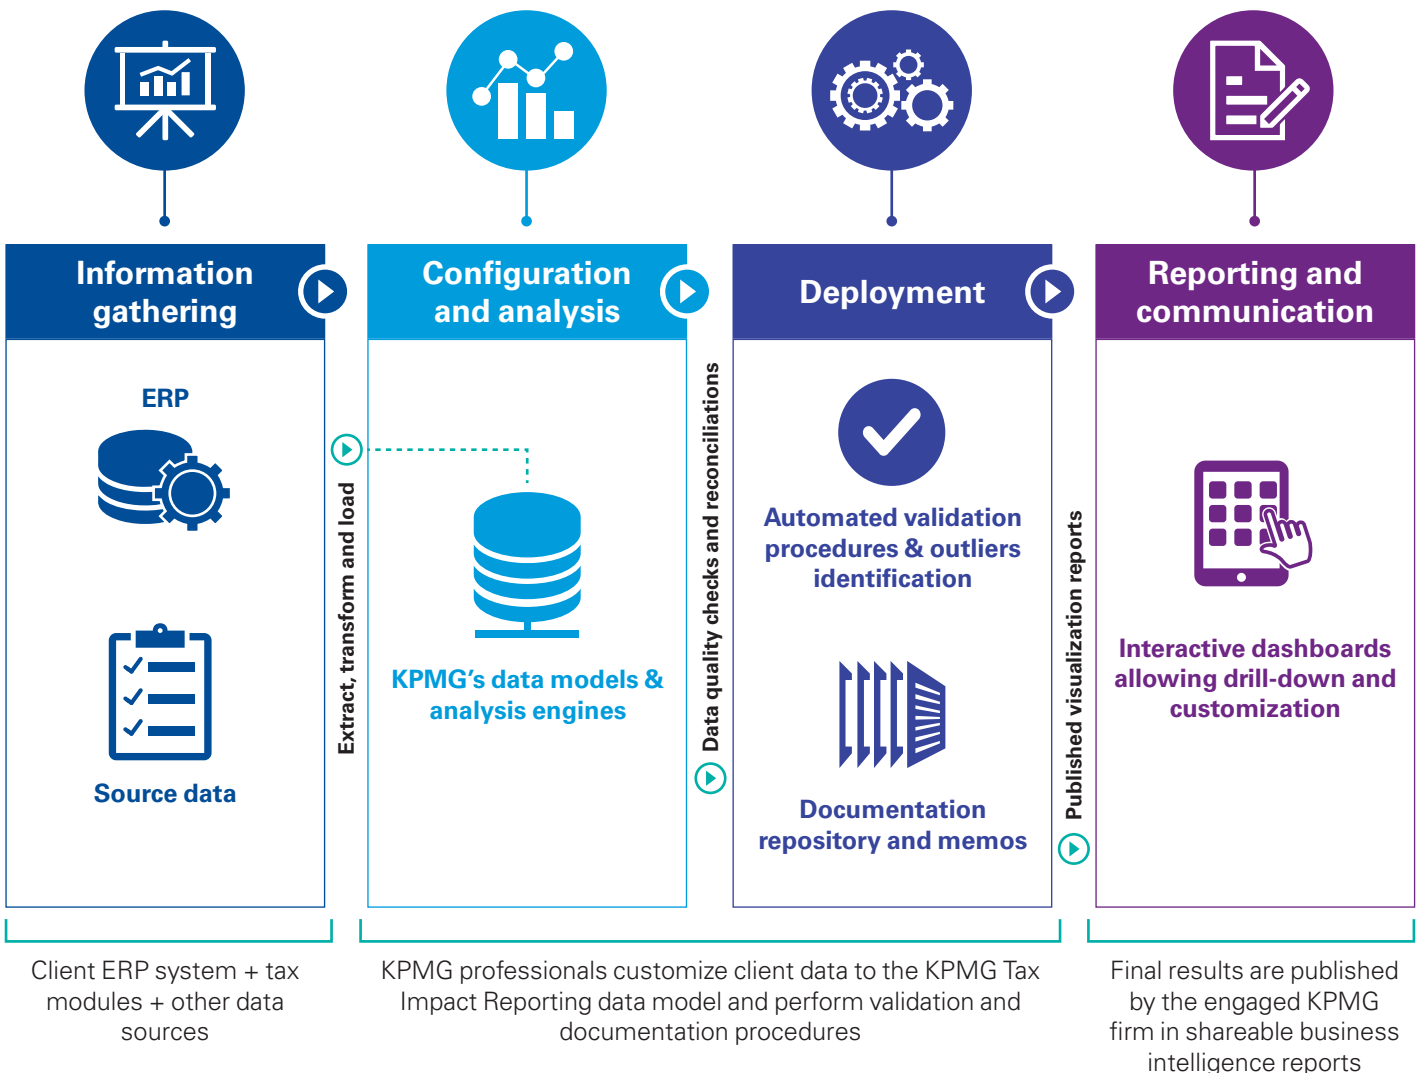 Information
gathering
ERP
Source data
Extract, transform and load
Configuration
and analysis
KPMG’s data models &
analysis engines
Data quality checks and reconciliations
Deployment
Automated validation
procedures & outliers
identification
Documentation
repository and memos
Published visualization reports
Reporting and
communication
Interactive dashboards
allowing drill-down and
customization
Client ERP system + tax
modules + other data
sources
KPMG professionals customize client data to the KPMG Tax
Impact Reporting data model and perform validation and
documentation procedures
Final results are published
by the engaged KPMG
firm in shareable business
intelligence reports